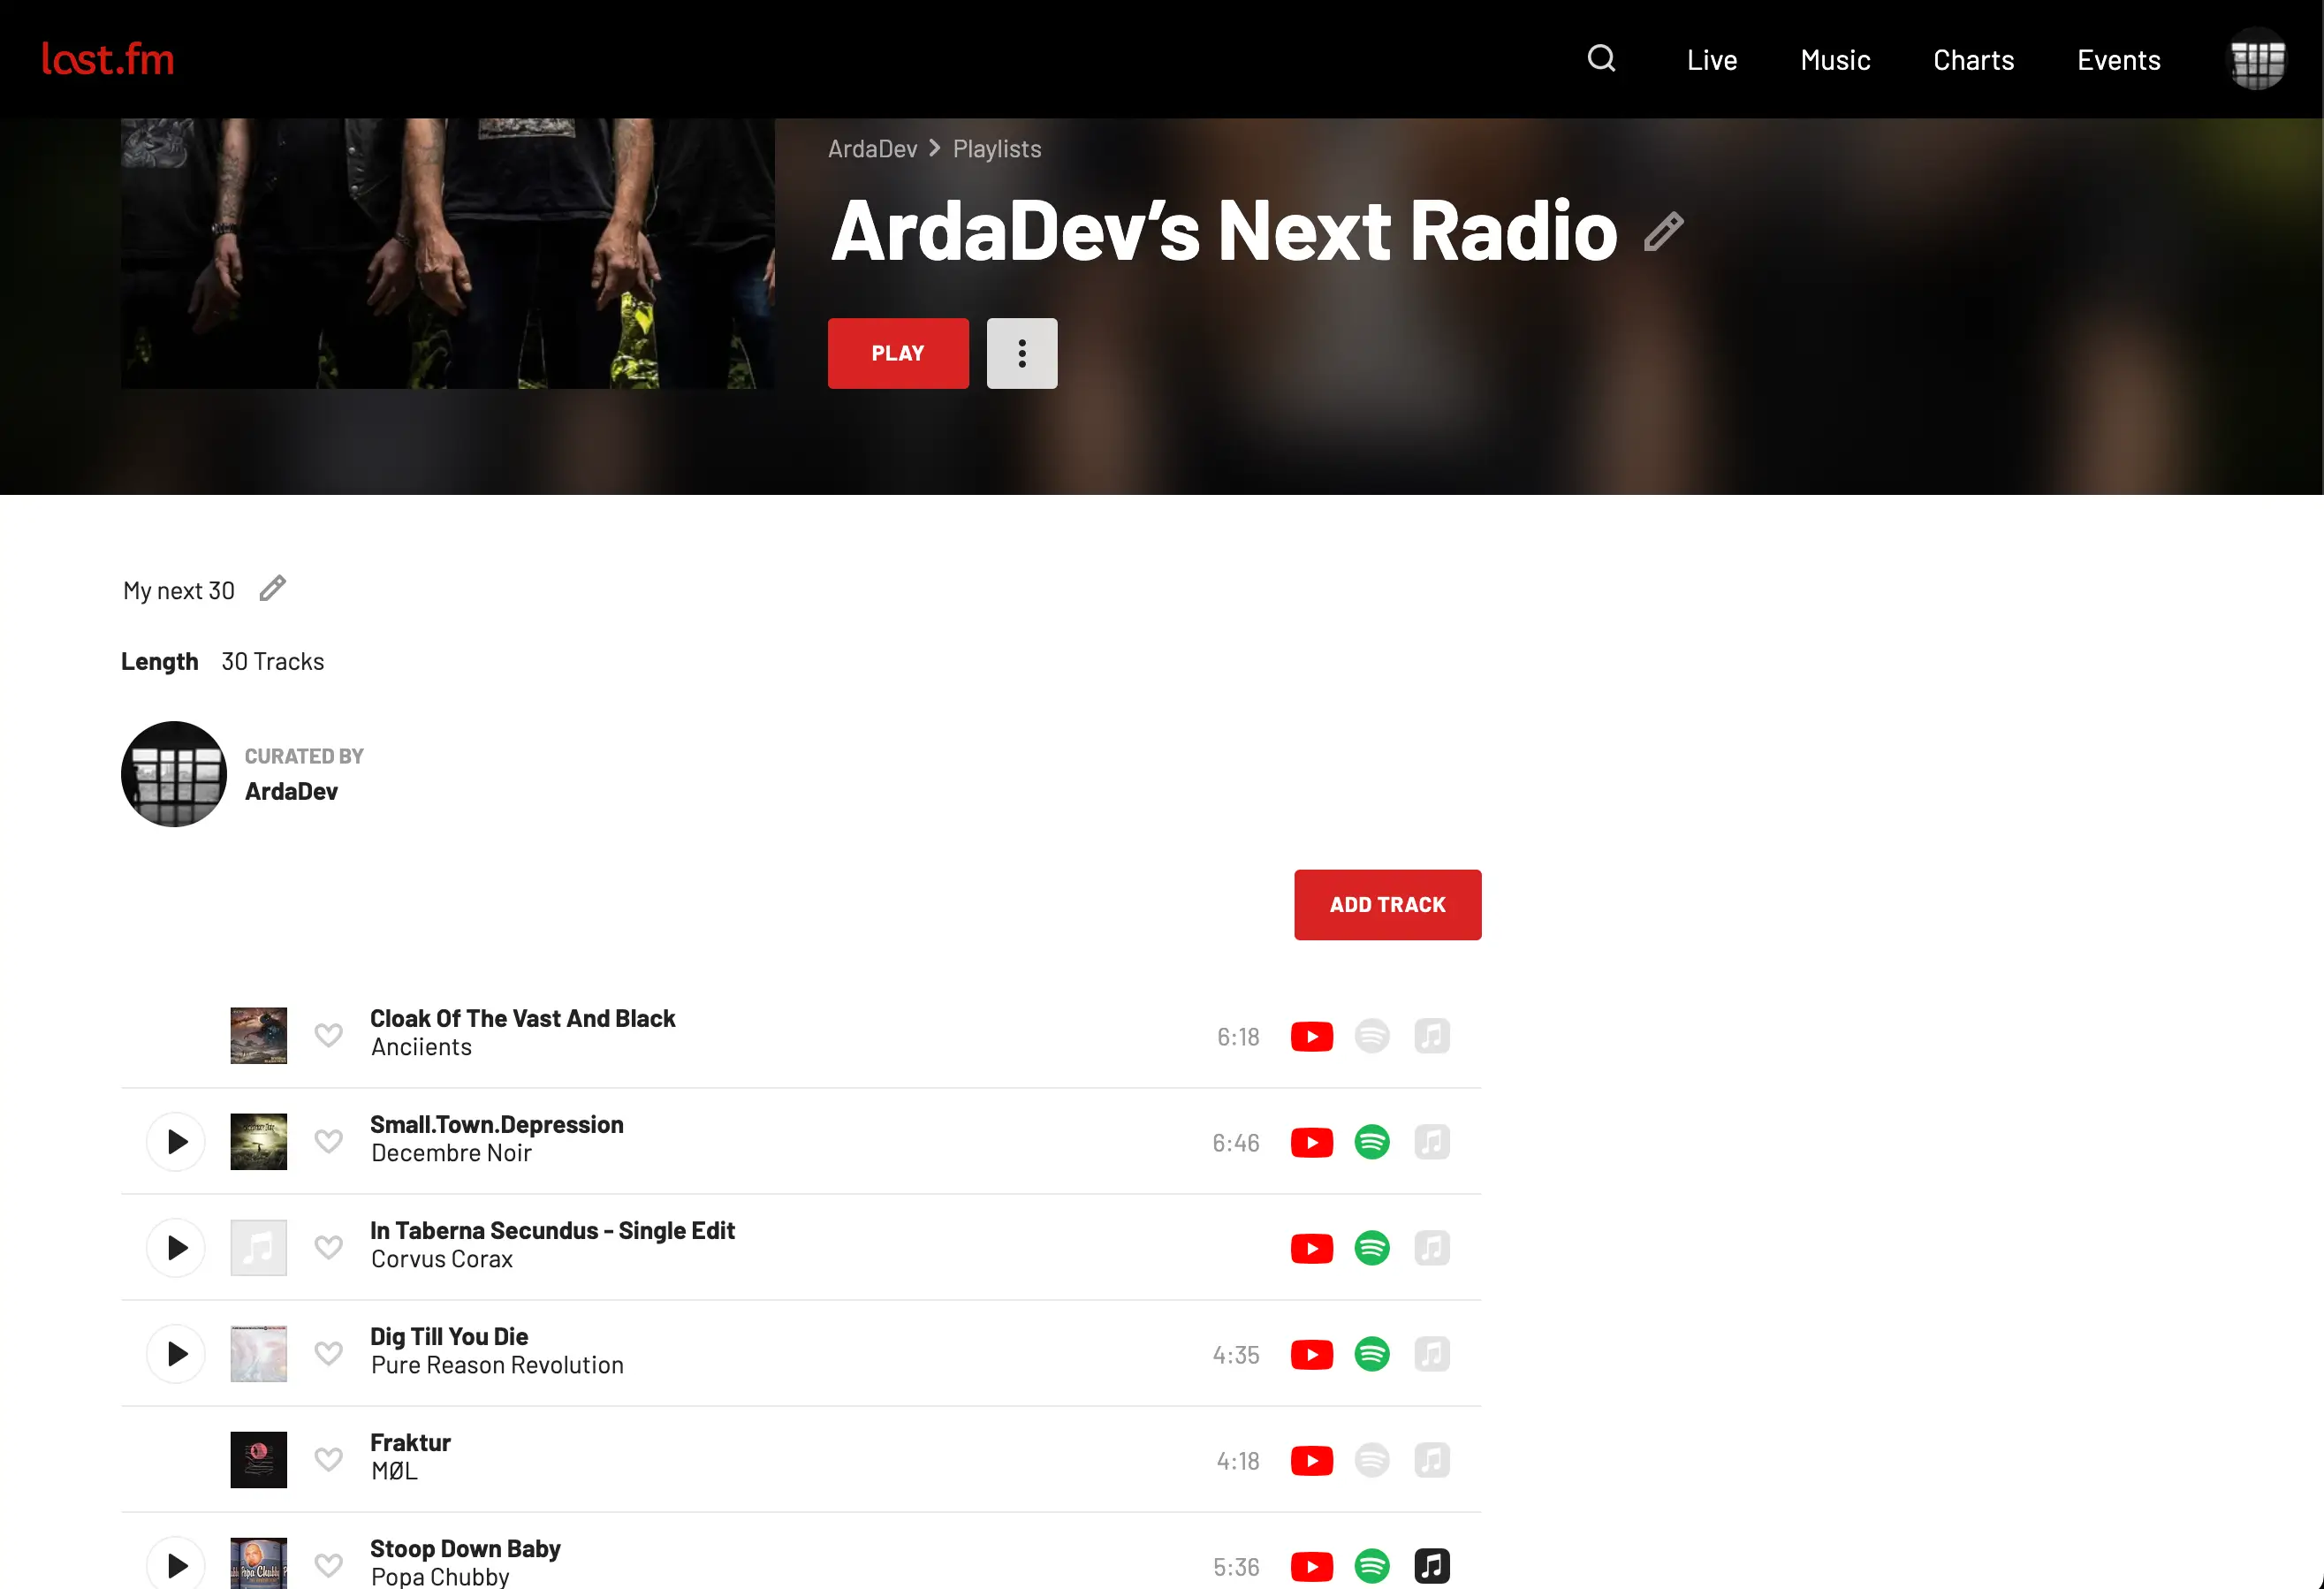 last.fm
Live
Music
Charts
Events
ArdaDev
Playlists
ArdaDev’s Next Radio
PLAY
My next 30
Length 30 Tracks
CURATED BY
ArdaDev
ADD TRACK
Cloak Of The Vast And Black
Anciients
6:18
Small.Town.Depression
Decembre Noir
6:46
In Taberna Secundus - Single Edit
Corvus Corax
Dig Till You Die
Pure Reason Revolution
4:35
Fraktur
MØL
4:18
Stoop Down Baby
Popa Chubby
5:36